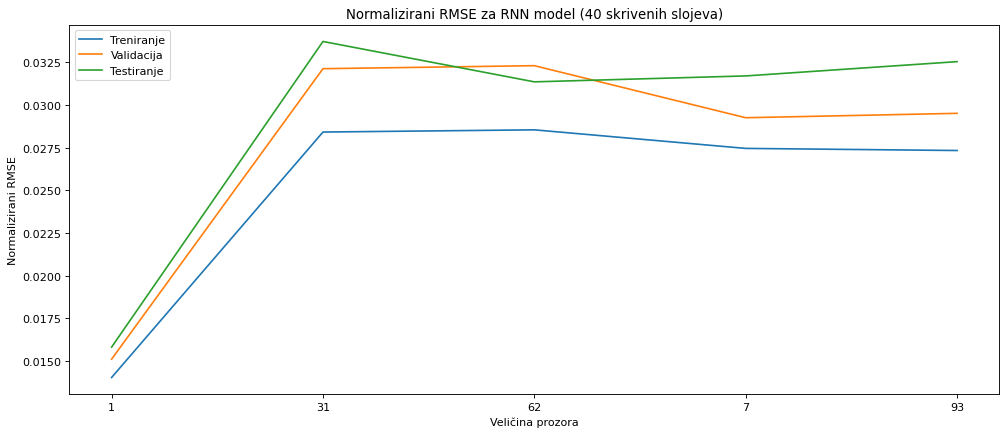 Normalizirani RMSE za RNN model (40 skrivenih slojeva)
Treniranje
Validacija
Testiranje
Normalizirani RMSE
0.0325
0.0300
0.0275
0.0250
0.0225
0.0200
0.0175
0.0150
1 31 62 7 93
Veličina prozora